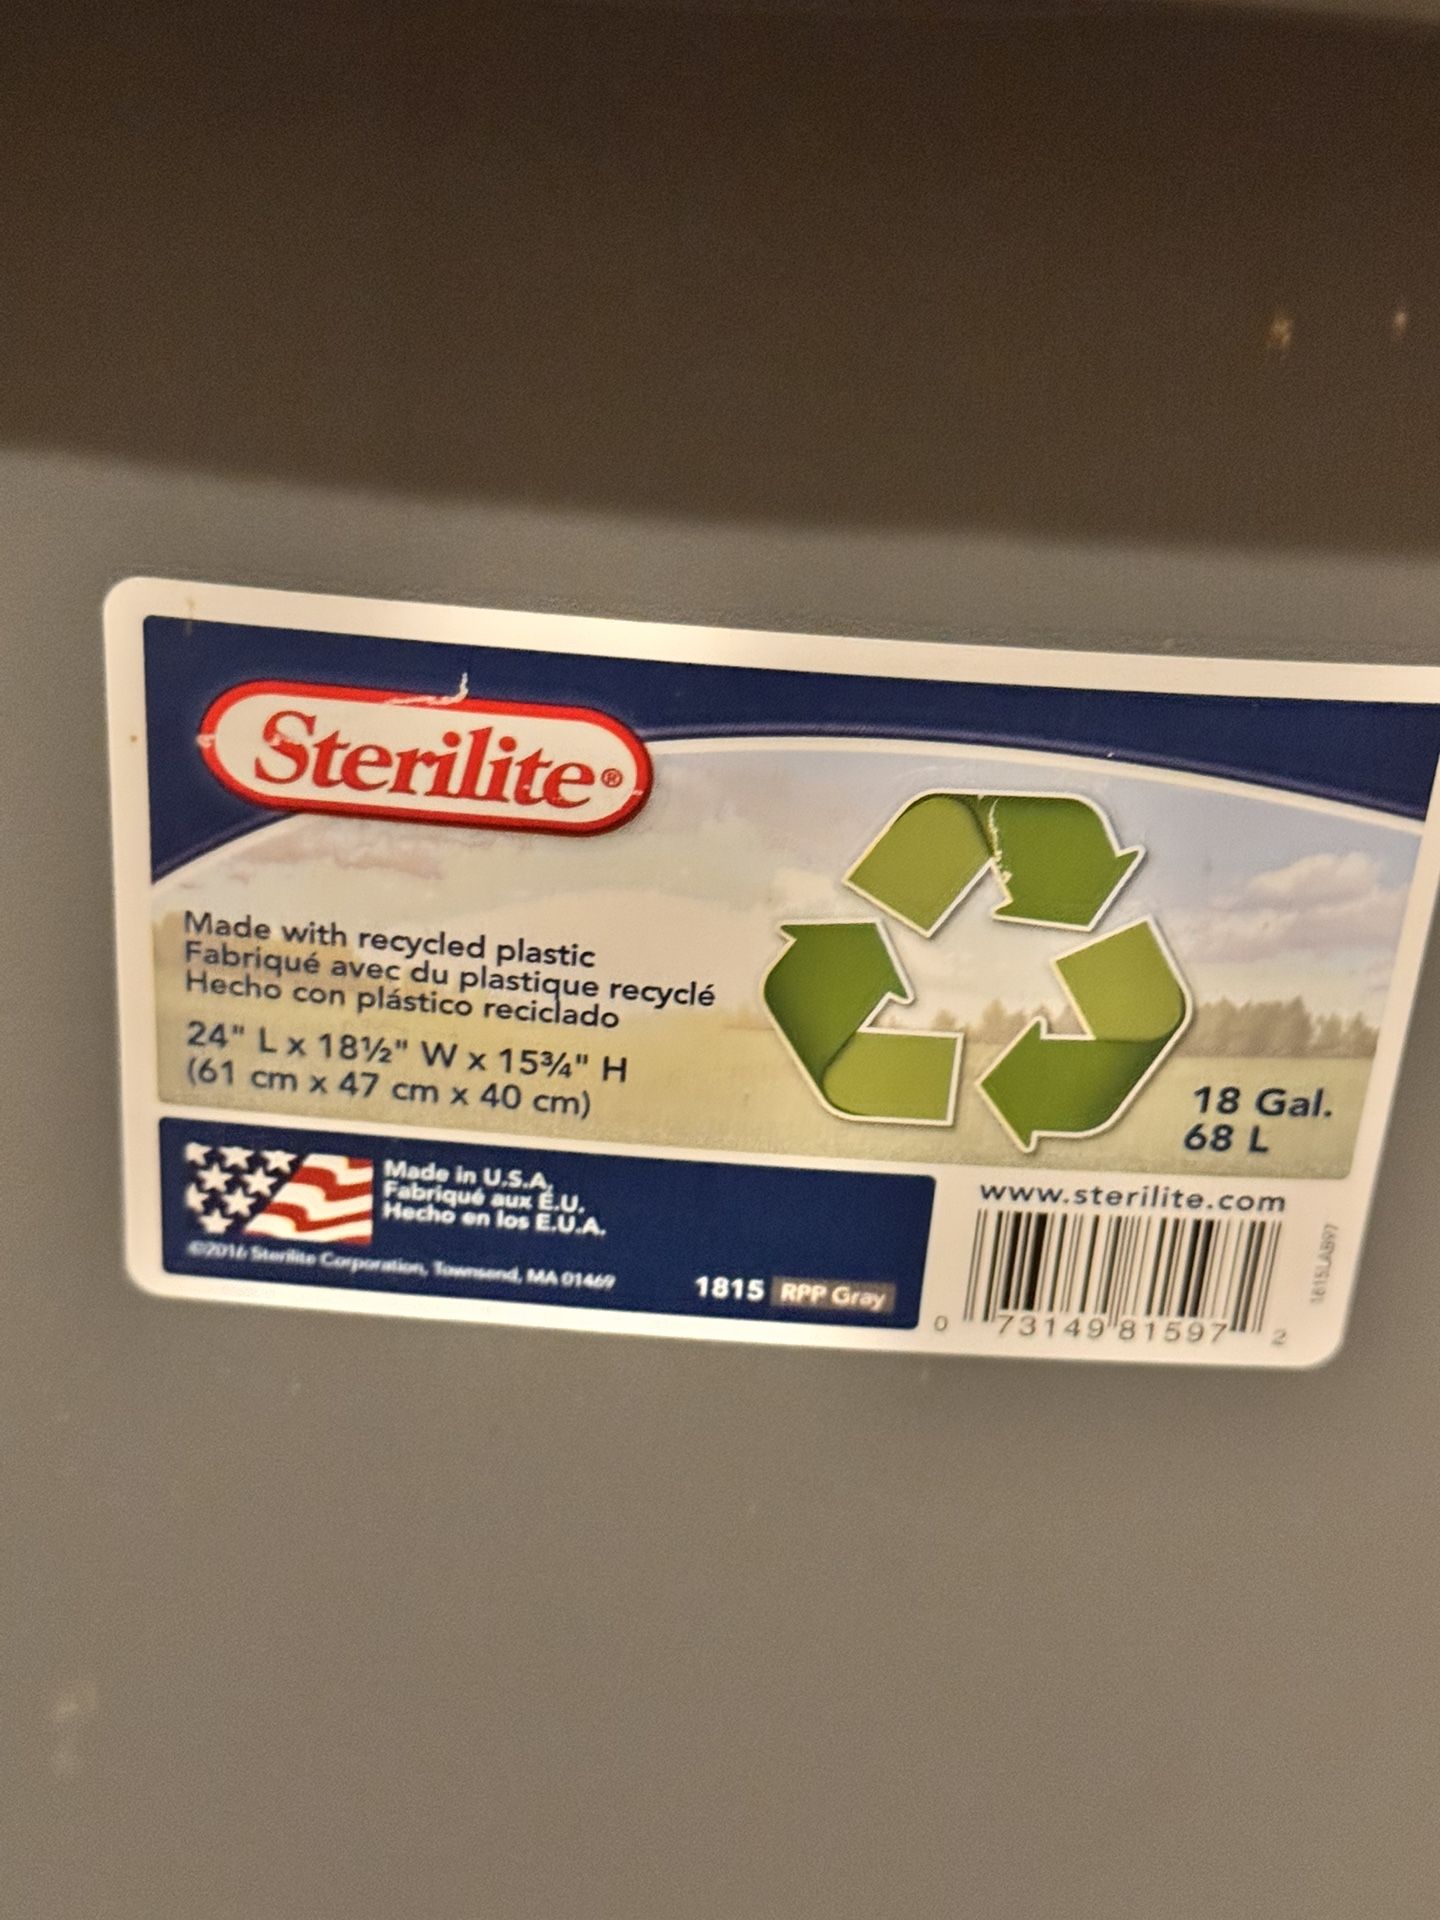 Sterilite®
Made with recycled plastic
Fabriqué avec du plastique recyclé
Hecho con plástico reciclado
24" L x 18½" W x 15¾" H
(61 cm x 47 cm x 40 cm)
18 Gal.
68 L
Made in U.S.A.
Fabriqué aux É.U.
Hecho en los E.U.A.
©2016 Sterilite Corporation, Townsend, MA 01469
1815 RPP Gray
www.sterilite.com
0 73149 81597 2
1815LAB97